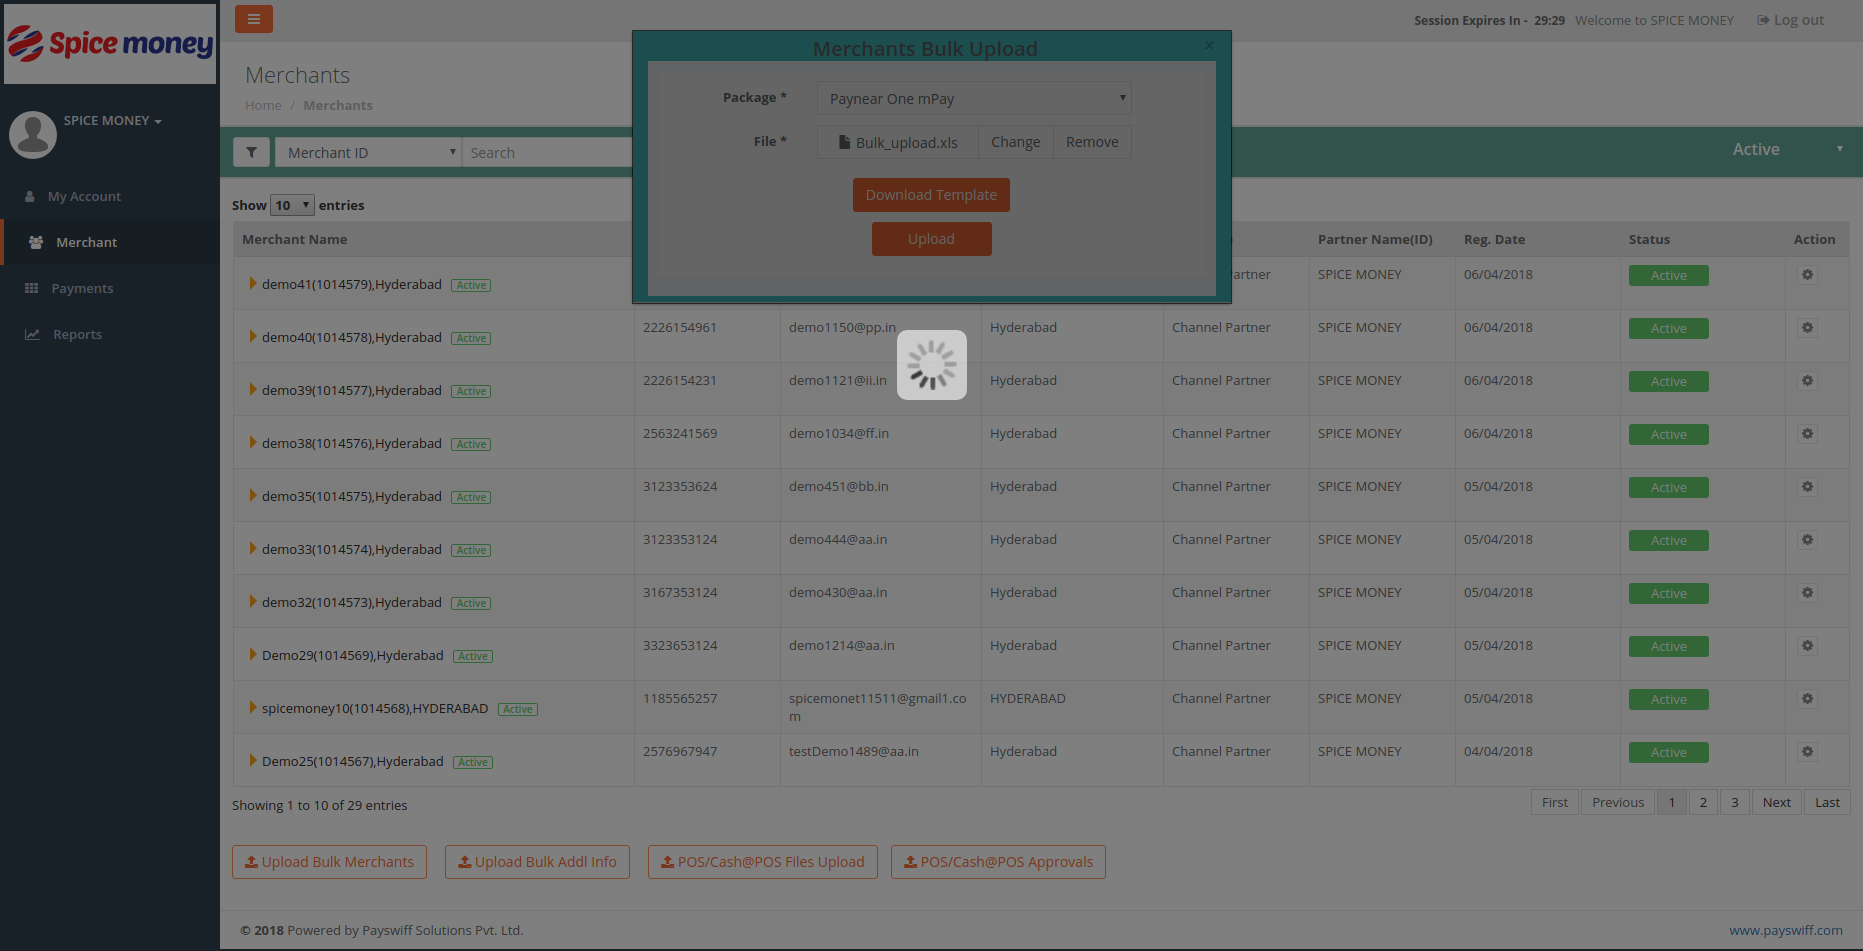 Spice money
Session Expires In - 29:29 Welcome to SPICE MONEY Log out
Merchants
Home / Merchants
SPICE MONEY
My Account
Merchant
Payments
Reports
Merchants Bulk Upload ×
Package * Paynear One mPay
File * Bulk_upload.xls Change Remove
Download Template
Upload
Merchant ID Search Active
Show 10 entries
Merchant Name Partner Name(ID) Reg. Date Status Action
demo41(1014579),Hyderabad Active artner SPICE MONEY 06/04/2018 Active
demo40(1014578),Hyderabad Active 2226154961 demo1150@pp.in Hyderabad Channel Partner SPICE MONEY 06/04/2018 Active
demo39(1014577),Hyderabad Active 2226154231 demo1121@ii.in Hyderabad Channel Partner SPICE MONEY 06/04/2018 Active
demo38(1014576),Hyderabad Active 2563241569 demo1034@ff.in Hyderabad Channel Partner SPICE MONEY 06/04/2018 Active
demo35(1014575),Hyderabad Active 3123353624 demo451@bb.in Hyderabad Channel Partner SPICE MONEY 05/04/2018 Active
demo33(1014574),Hyderabad Active 3123353124 demo444@aa.in Hyderabad Channel Partner SPICE MONEY 05/04/2018 Active
demo32(1014573),Hyderabad Active 3167353124 demo430@aa.in Hyderabad Channel Partner SPICE MONEY 05/04/2018 Active
Demo29(1014569),Hyderabad Active 3323653124 demo1214@aa.in Hyderabad Channel Partner SPICE MONEY 05/04/2018 Active
spicemoney10(1014568),HYDERABAD Active 1185565257 spicemonet11511@gmail1.co HYDERABAD Channel Partner SPICE MONEY 05/04/2018 Active
m
Demo25(1014567),Hyderabad Active 2576967947 testDemo1489@aa.in Hyderabad Channel Partner SPICE MONEY 04/04/2018 Active
Showing 1 to 10 of 29 entries First Previous 1 2 3 Next Last
Upload Bulk Merchants Upload Bulk Addl Info POS/Cash@POS Files Upload POS/Cash@POS Approvals
© 2018 Powered by Payswiff Solutions Pvt. Ltd. www.payswiff.com